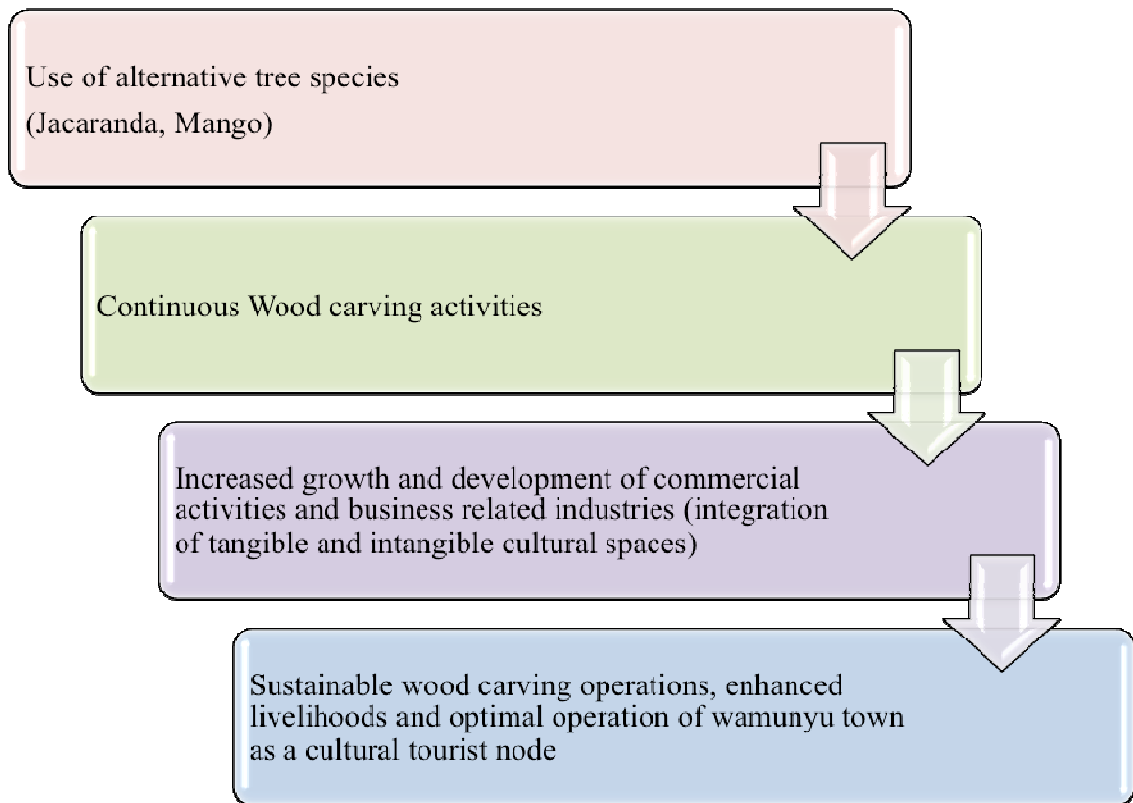 Use of alternative tree species
(Jacaranda, Mango)
Continuous Wood carving activities
Increased growth and development of commercial
activities and business related industries (integration
of tangible and intangible cultural spaces)
Sustainable wood carving operations, enhanced
livelihoods and optimal operation of wamunyu town
as a cultural tourist node